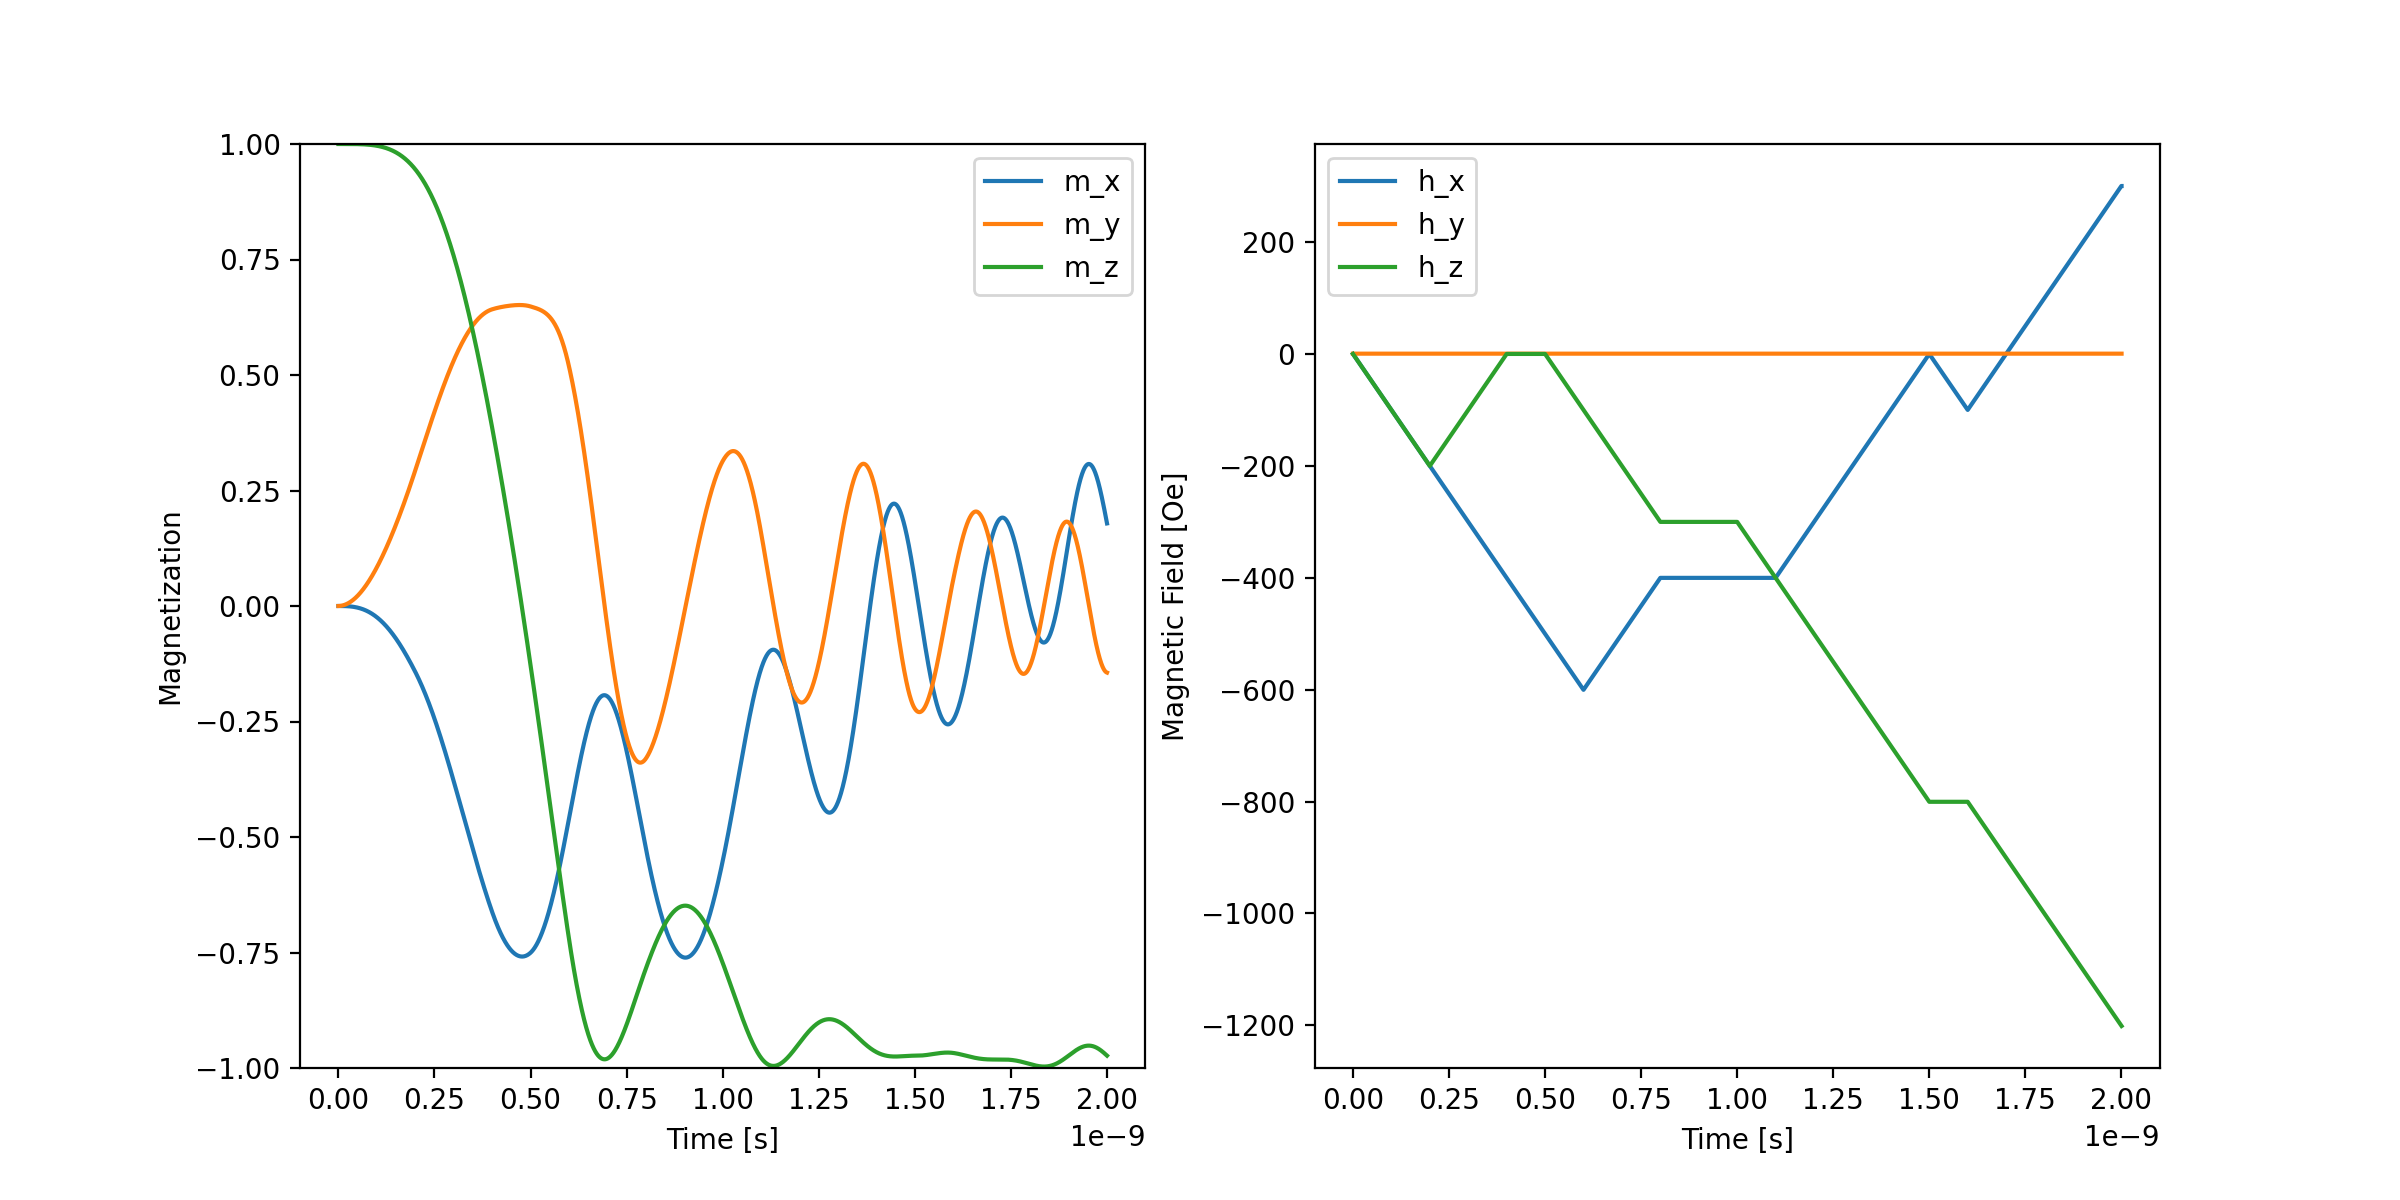 Magnetization
1.00
0.75
0.50
0.25
0.00
−0.25
−0.50
−0.75
−1.00
m_x
m_y
m_z
0.00 0.25 0.50 0.75 1.00 1.25 1.50 1.75 2.00
Time [s]
1e−9
Magnetic Field [Oe]
200
0
−200
−400
−600
−800
−1000
−1200
h_x
h_y
h_z
0.00 0.25 0.50 0.75 1.00 1.25 1.50 1.75 2.00
Time [s]
1e−9